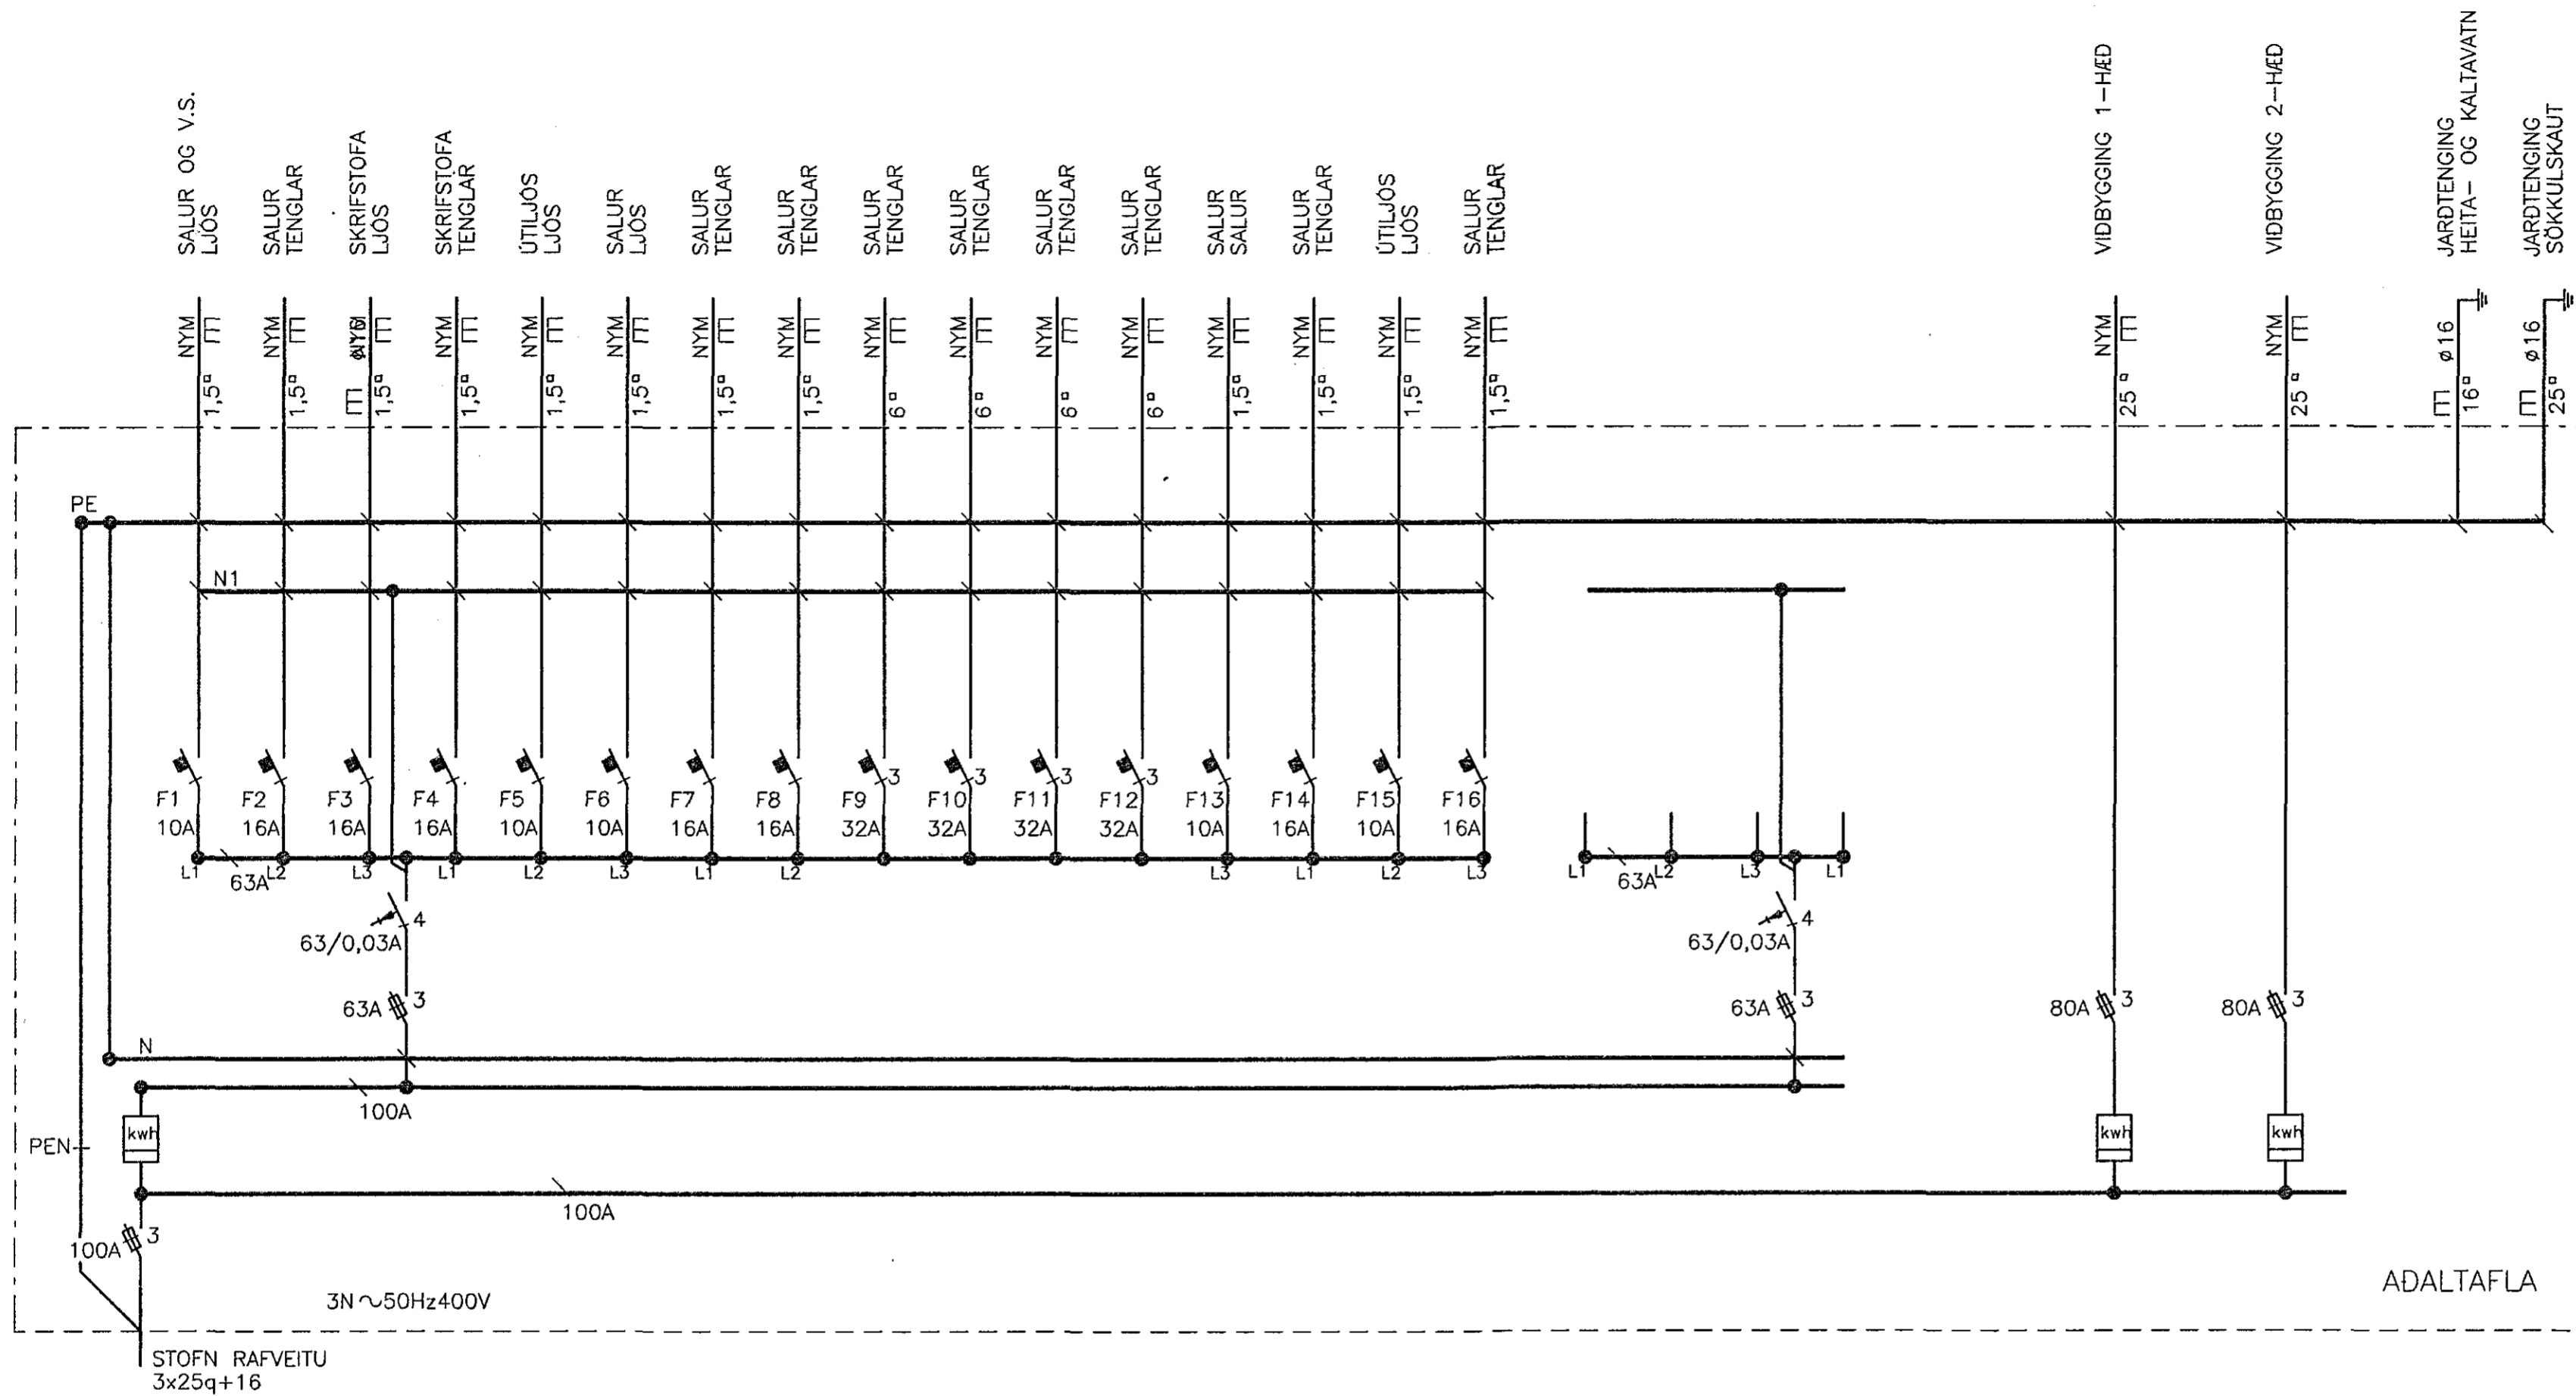 SALUR OG V.S.
LJÓS
SALUR
TENGLAR
SKRIFSTOFA
LJÓS
SKRIFSTOFA
TENGLAR
ÚTILJÓS
LJÓS
SALUR
LJÓS
SALUR
TENGLAR
SALUR
TENGLAR
SALUR
TENGLAR
SALUR
TENGLAR
SALUR
TENGLAR
SALUR
TENGLAR
SALUR
SALUR
SALUR
TENGLAR
ÚTILJÓS
LJÓS
SALUR
TENGLAR
VIÐBYGGING 1-HÆÐ
VIÐBYGGING 2-HÆÐ
JARÐTENGING
HEITA- OG KALTAVATN
JARÐTENGING
SÖKKULSKAUT
NYM
1,5▫
NYM
1,5▫
1,5▫
NYM
1,5▫
NYM
1,5▫
NYM
1,5▫
NYM
1,5▫
NYM
1,5▫
NYM
6▫
NYM
6▫
NYM
6▫
NYM
6▫
NYM
1,5▫
NYM
1,5▫
NYM
1,5▫
NYM
1,5▫
NYM
25▫
NYM
25▫
ø16
16▫
ø16
25▫
PE
N1
F1
10A
F2
16A
F3
16A
F4
16A
F5
10A
F6
10A
F7
16A
F8
16A
3
F9
32A
3
F10
32A
3
F11
32A
3
F12
32A
F13
10A
F14
16A
F15
10A
F16
16A
L1
63A
L2
L3
L1
L2
L3
L1
L2
L3
L1
L2
L3
L1
63A
L2
L3
L1
4
63/0,03A
4
63/0,03A
63A
3
63A
3
80A
3
80A
3
N
100A
kwh
kwh
kwh
PEN
100A
100A
3
3N~50Hz400V
AÐALTAFLA
STOFN RAFVEITU
3x25q+16